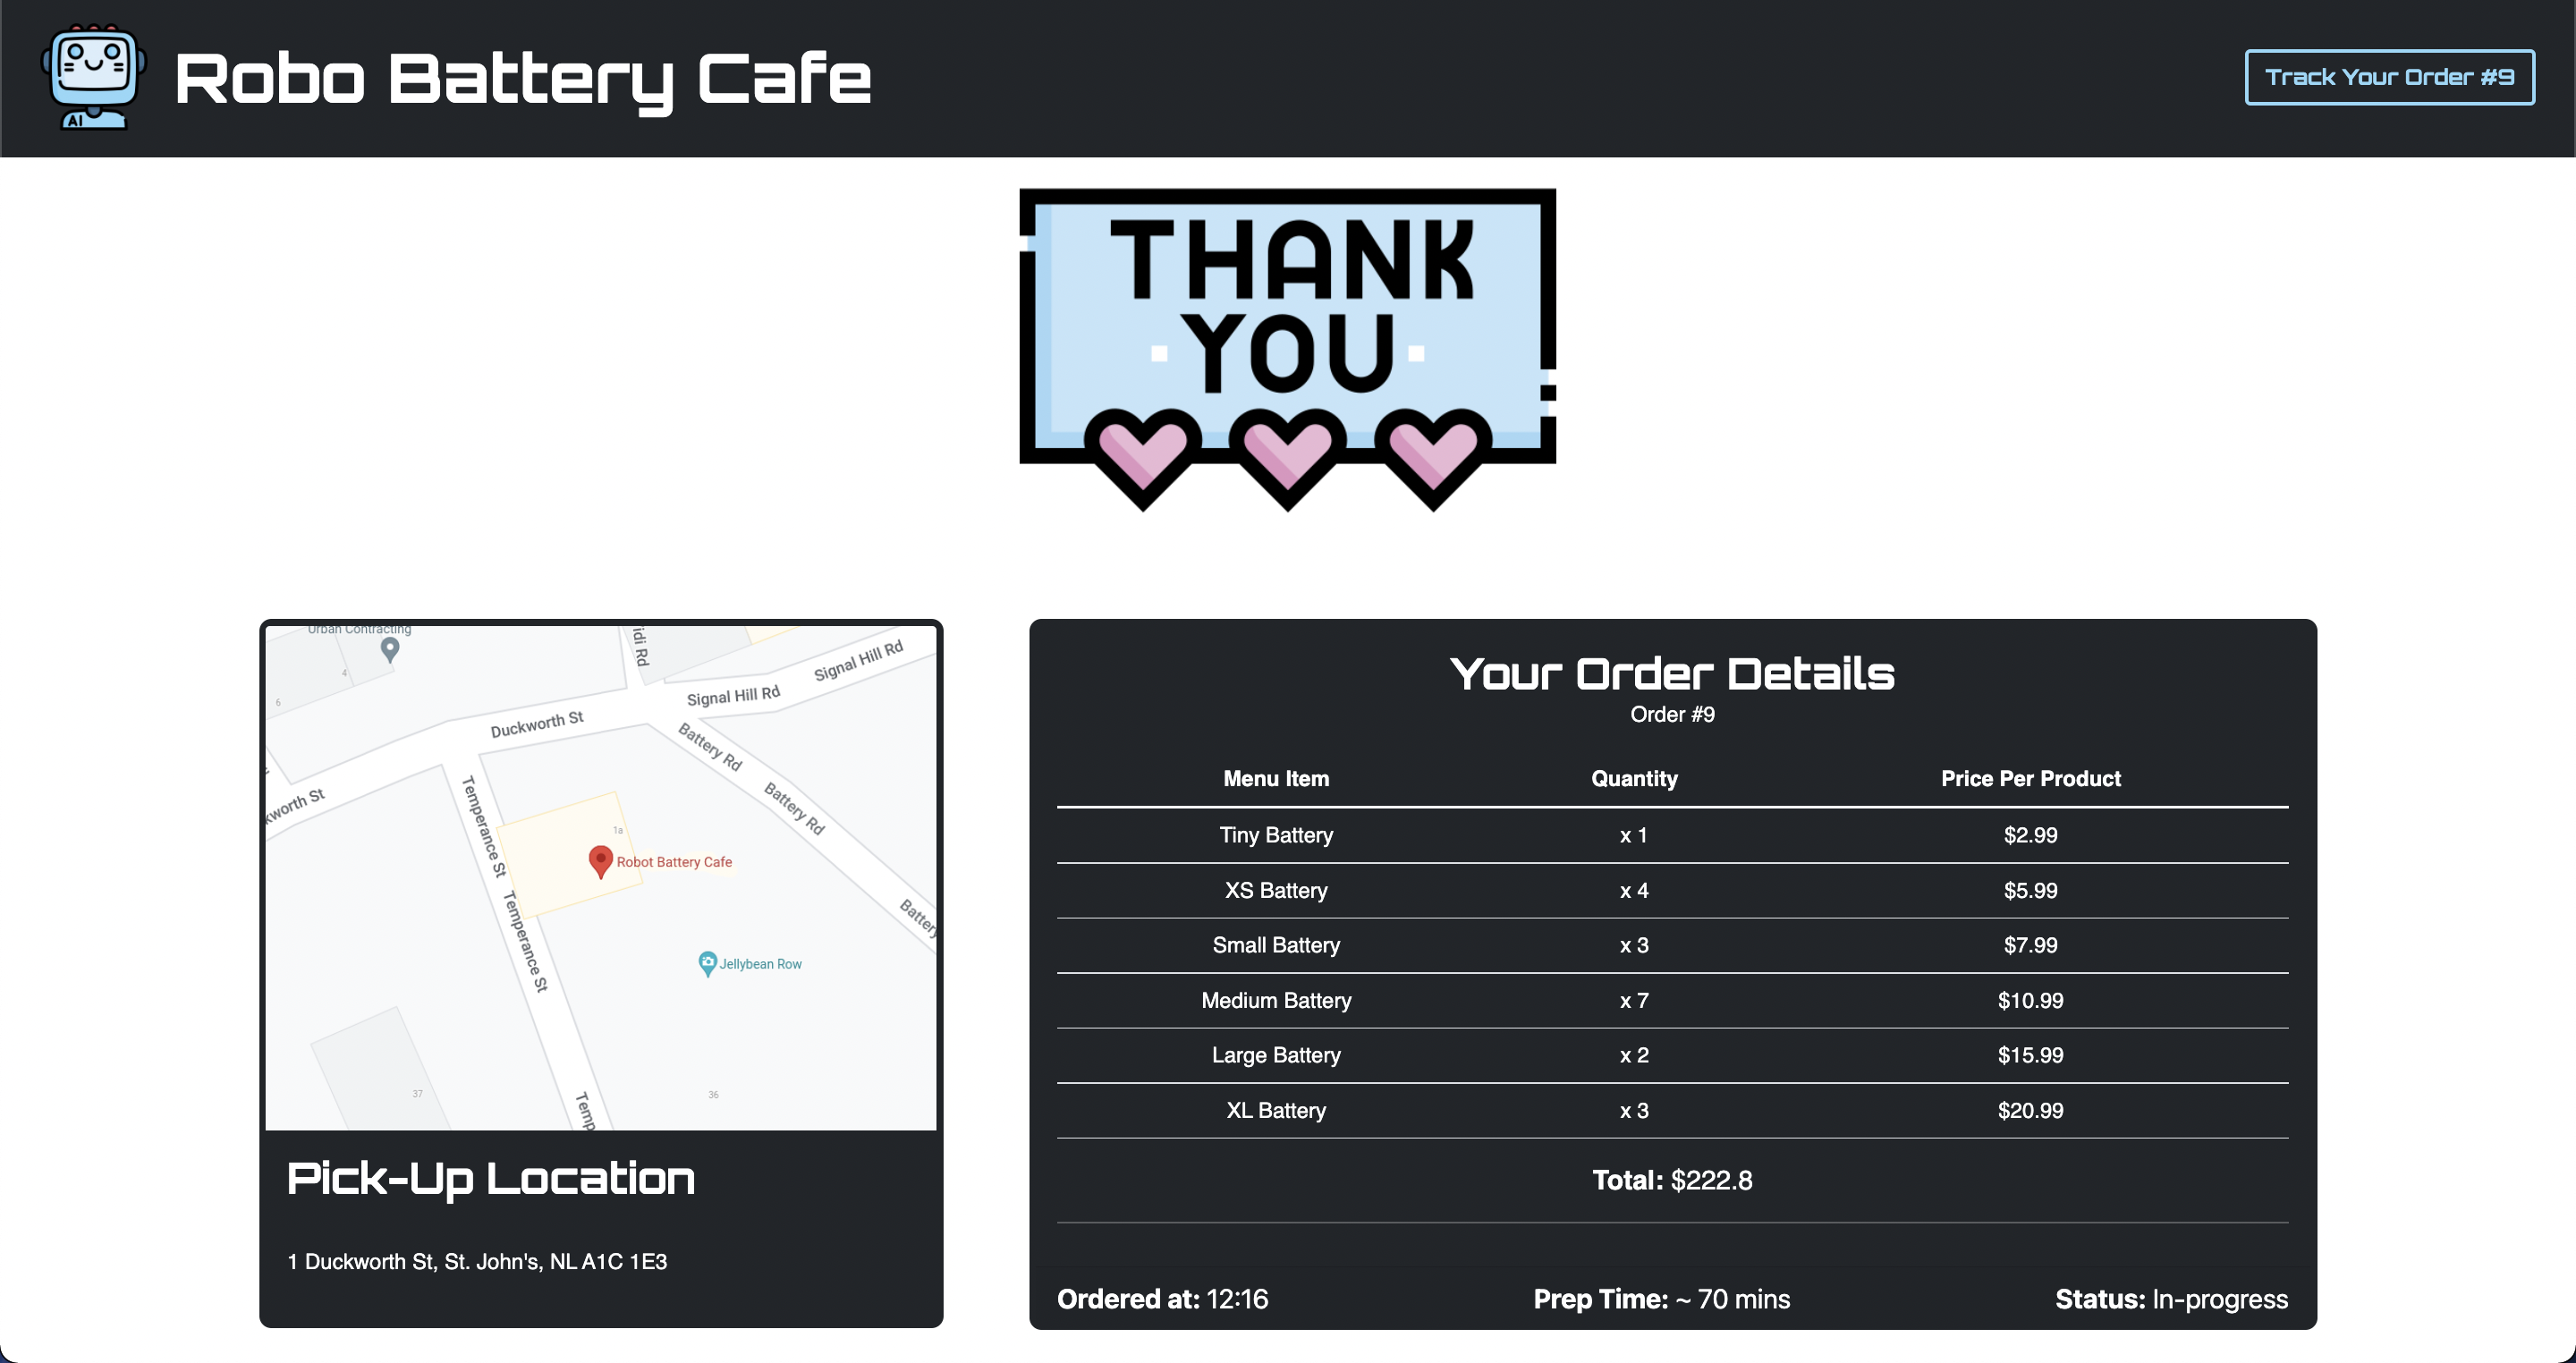 AI
Robo Battery Cafe
Track Your Order #9
THANK
YOU
Urban Contracting
4
6
idi Rd
Signal Hill Rd
Signal Hill Rd
Duckworth St
Battery Rd
Battery Rd
Battery
kworth St
Temperance St
Temperance St
Temp
1a
Robot Battery Cafe
Jellybean Row
37
36
Pick-Up Location
1 Duckworth St, St. John's, NL A1C 1E3
Your Order Details
Order #9
Menu Item Quantity Price Per Product
Tiny Battery x 1 $2.99
XS Battery x 4 $5.99
Small Battery x 3 $7.99
Medium Battery x 7 $10.99
Large Battery x 2 $15.99
XL Battery x 3 $20.99
Total: $222.8
Ordered at: 12:16 Prep Time: ~ 70 mins Status: In-progress